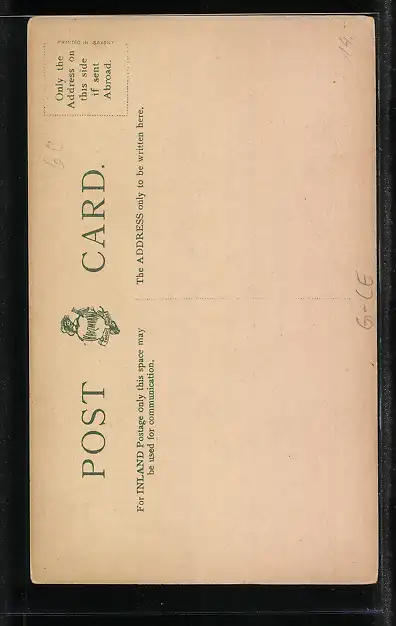 POST CARD.
PRINTED IN SAXONY
Only the
Address on
this side
if sent
Abroad.
For INLAND Postage only this space may
be used for communication.
The ADDRESS only to be written here.
14